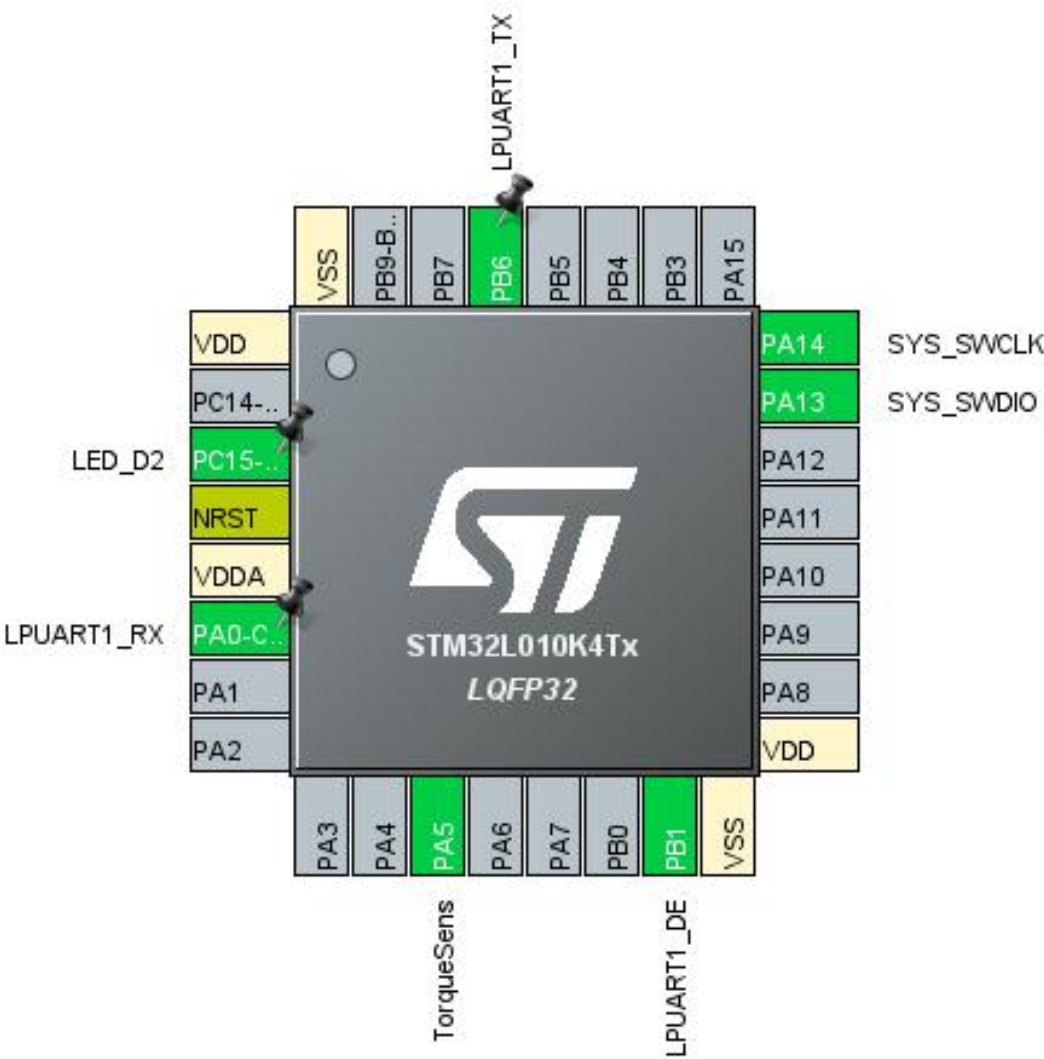 LPUART1_TX
VSS
PB9-B..
PB7
PB6
PB5
PB4
PB3
PA15
VDD
PC14-..
LED_D2 PC15-..
NRST
VDDA
LPUART1_RX PA0-C..
PA1
PA2
PA14 SYS_SWCLK
PA13 SYS_SWDIO
PA12
PA11
PA10
PA9
PA8
VDD
ST
STM32L010K4Tx
LQFP32
PA3
PA4
PA5
PA6
PA7
PB0
PB1
VSS
TorqueSens
LPUART1_DE